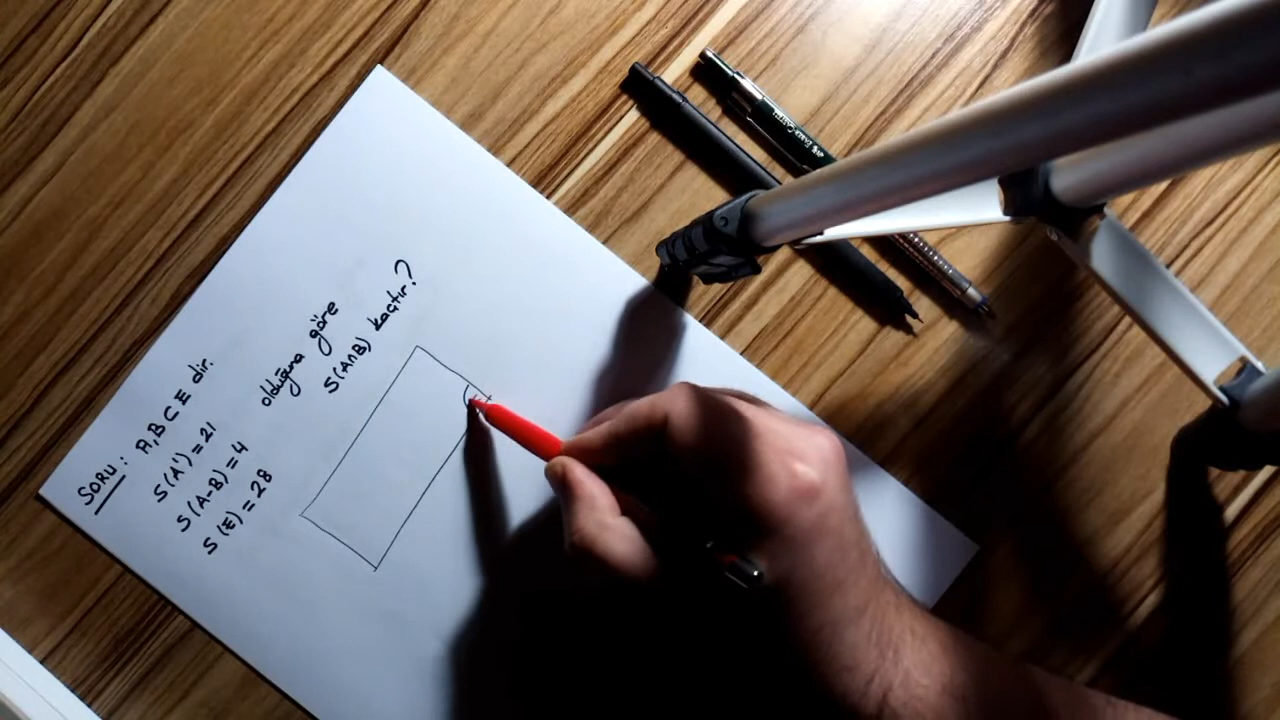 SORU: A,B C E dir.
S(A') = 21
S(A-B) = 4
S(E) = 28
olduğuna göre
S(A∩B) kaçtır?